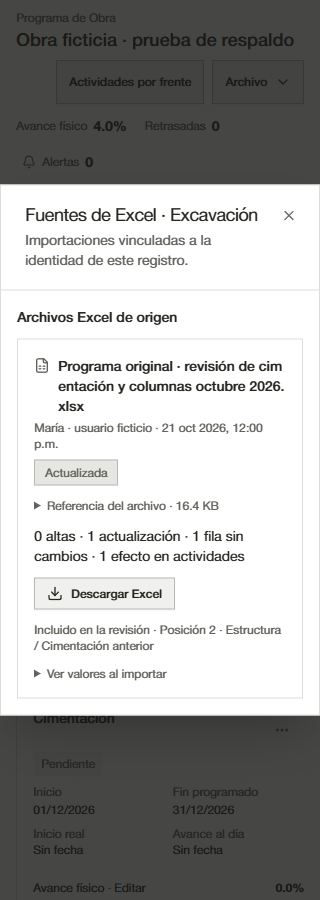 Programa de Obra
Obra ficticia · prueba de respaldo
Actividades por frente
Archivo
Avance físico 4.0% Retrasadas 0
Alertas 0
Fuentes de Excel · Excavación
Importaciones vinculadas a la
identidad de este registro.
Archivos Excel de origen
Programa original · revisión de cim
entación y columnas octubre 2026.
xlsx
María · usuario ficticio · 21 oct 2026, 12:00
p.m.
Actualizada
Referencia del archivo · 16.4 KB
0 altas · 1 actualización · 1 fila sin
cambios · 1 efecto en actividades
Descargar Excel
Incluido en la revisión · Posición 2 · Estructura
/ Cimentación anterior
Ver valores al importar
Cimentación
Pendiente
Inicio Fin programado
01/12/2026 31/12/2026
Inicio real Avance al día
Sin fecha Sin fecha
Avance físico · Editar 0.0%